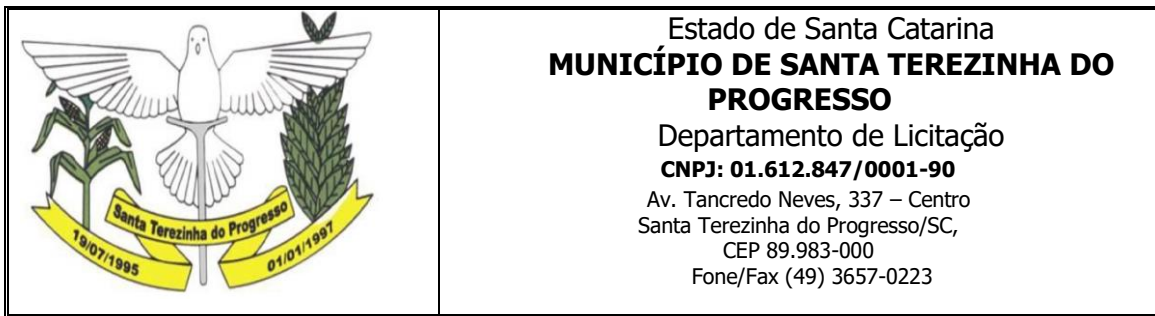 Santa Terezinha do Progresso
19/07/1995
01/01/1997
Estado de Santa Catarina
MUNICÍPIO DE SANTA TEREZINHA DO
PROGRESSO
Departamento de Licitação
CNPJ: 01.612.847/0001-90
Av. Tancredo Neves, 337 – Centro
Santa Terezinha do Progresso/SC,
CEP 89.983-000
Fone/Fax (49) 3657-0223